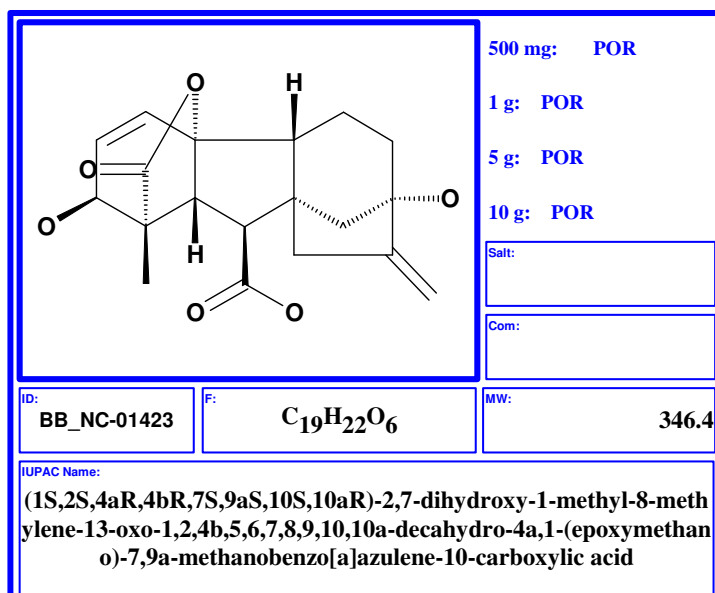 O
H
O
O
H
O
O
O
500 mg: POR
1 g: POR
5 g: POR
10 g: POR
Salt:
Com:
ID:
BB_NC-01423
F:
C19H22O6
MW:
346.4
IUPAC Name:
(1S,2S,4aR,4bR,7S,9aS,10S,10aR)-2,7-dihydroxy-1-methyl-8-meth
ylene-13-oxo-1,2,4b,5,6,7,8,9,10,10a-decahydro-4a,1-(epoxymethan
o)-7,9a-methanobenzo[a]azulene-10-carboxylic acid